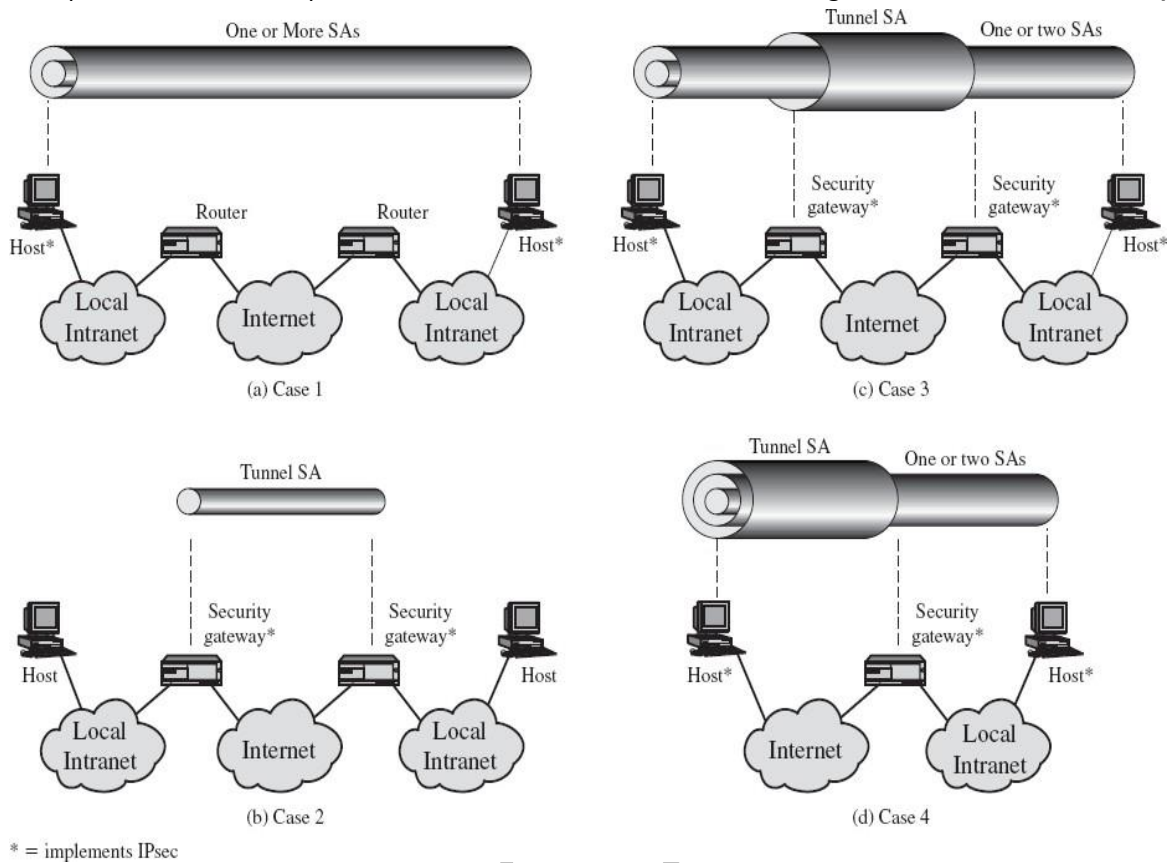 One or More SAs
Host*
Router
Router
Host*
Local
Intranet
Internet
Local
Intranet
(a) Case 1
Tunnel SA
One or two SAs
Host*
Security
gateway*
Security
gateway*
Host*
Local
Intranet
Internet
Local
Intranet
(c) Case 3
Tunnel SA
Host
Security
gateway*
Security
gateway*
Host
Local
Intranet
Internet
Local
Intranet
(b) Case 2
Tunnel SA
One or two SAs
Host*
Security
gateway*
Host*
Internet
Local
Intranet
(d) Case 4
* = implements IPsec